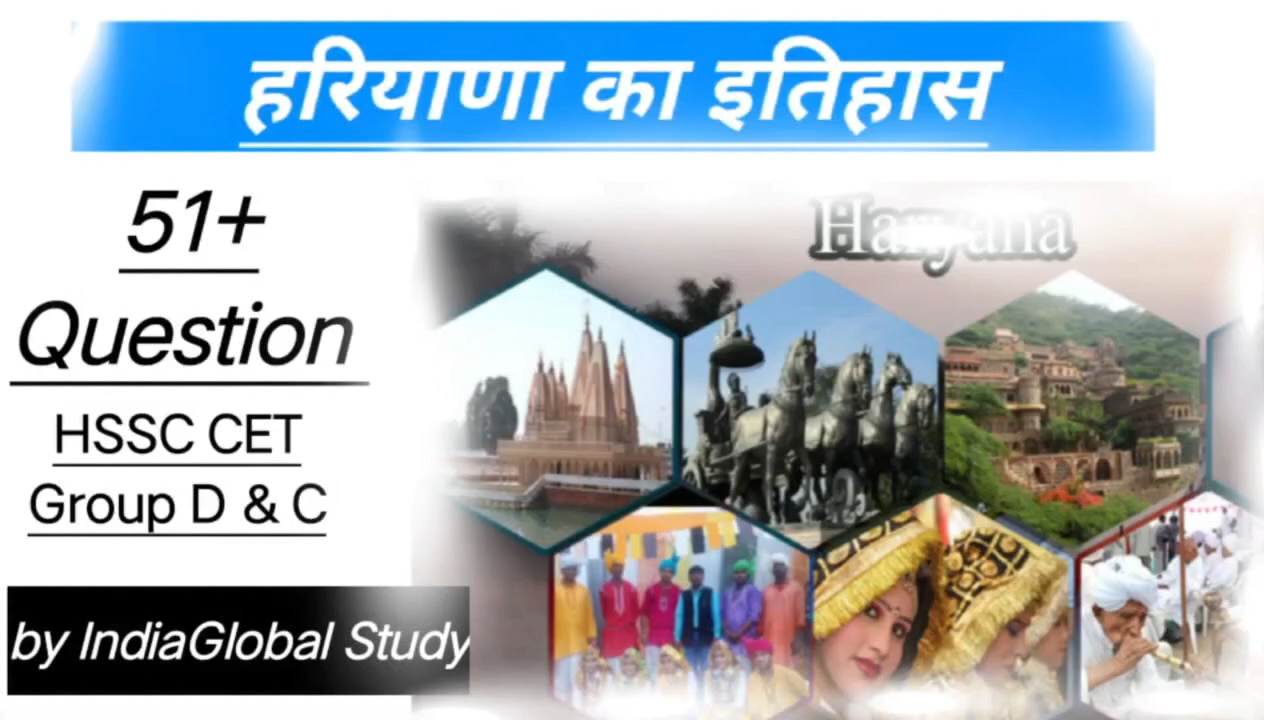 हरियाणा का इतिहास
51+
Question
HSSC CET
Group D & C
by IndiaGlobal Study
Haryana